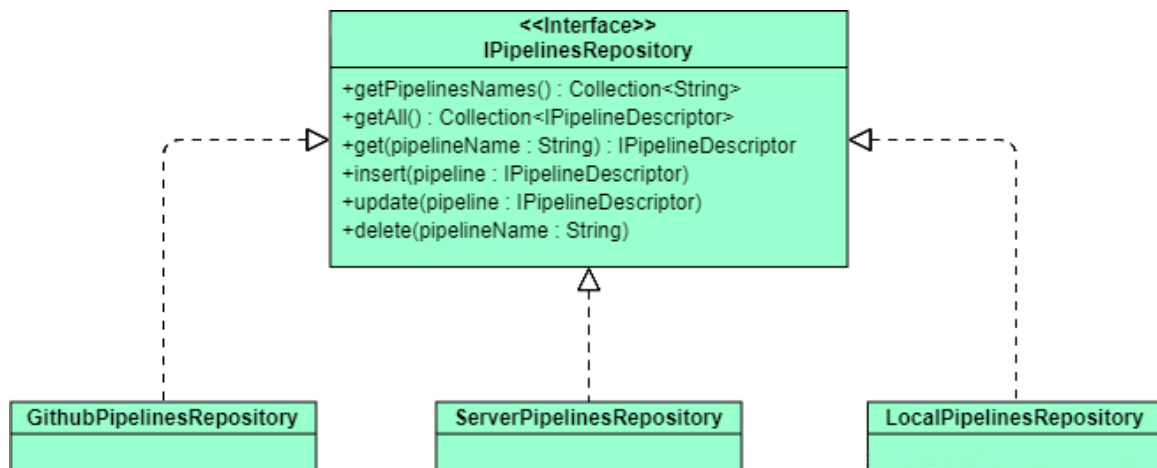 <<Interface>>
IPipelinesRepository
+getPipelinesNames() : Collection<String>
+getAll() : Collection<IPipelineDescriptor>
+get(pipelineName : String) : IPipelineDescriptor
+insert(pipeline : IPipelineDescriptor)
+update(pipeline : IPipelineDescriptor)
+delete(pipelineName : String)
GithubPipelinesRepository
ServerPipelinesRepository
LocalPipelinesRepository